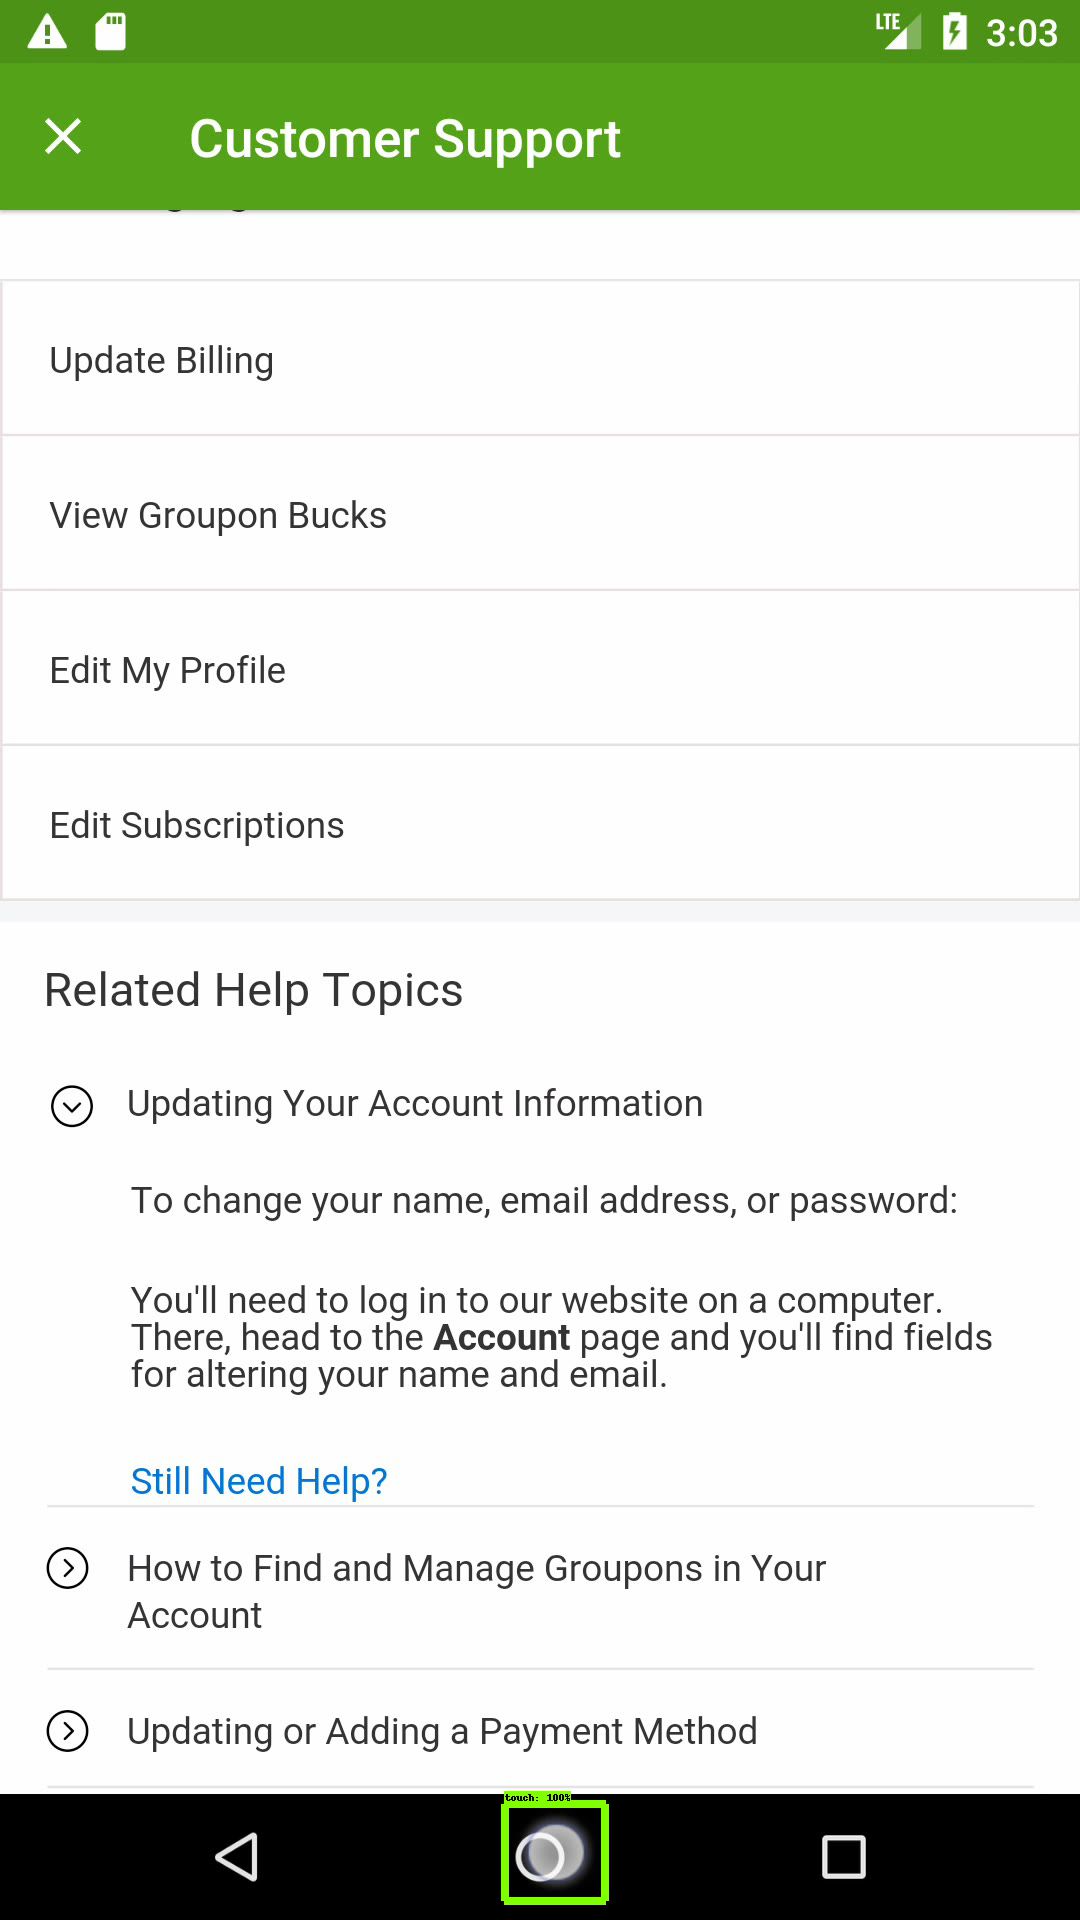 LTE 3:03
Customer Support
Update Billing
View Groupon Bucks
Edit My Profile
Edit Subscriptions
Related Help Topics
Updating Your Account Information
To change your name, email address, or password:
You'll need to log in to our website on a computer.
There, head to the Account page and you'll find fields
for altering your name and email.
Still Need Help?
How to Find and Manage Groupons in Your
Account
Updating or Adding a Payment Method
touch: 100%